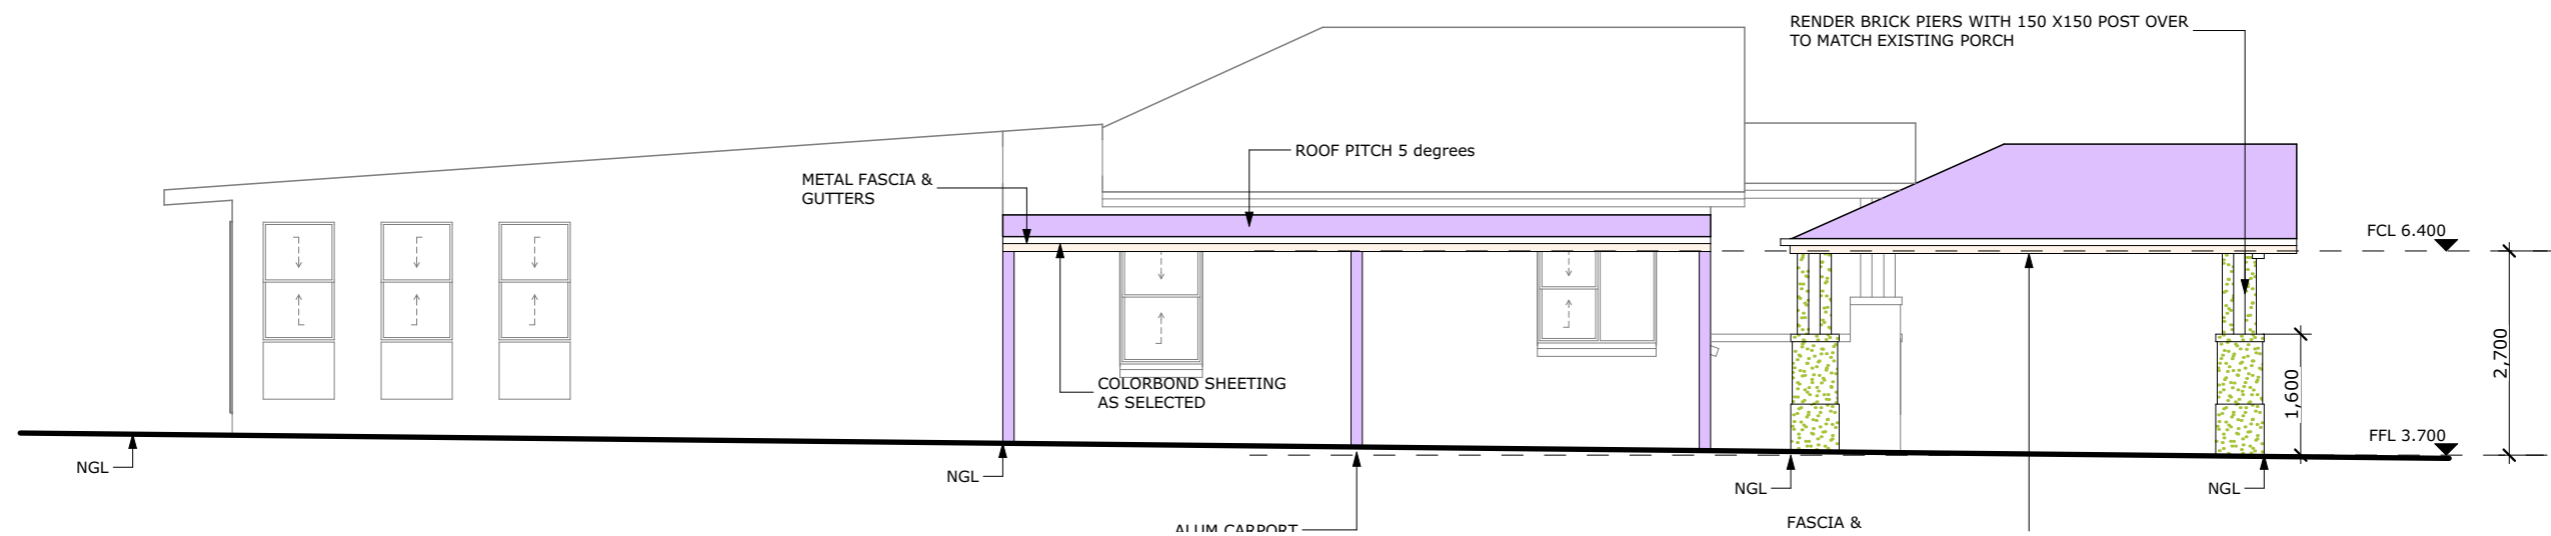 RENDER BRICK PIERS WITH 150 X150 POST OVER
TO MATCH EXISTING PORCH
ROOF PITCH 5 degrees
METAL FASCIA &
GUTTERS
FCL 6.400
COLORBOND SHEETING
AS SELECTED
2,700
1,600
FFL 3.700
NGL
NGL
NGL
NGL
ALUM CARPORT
FASCIA &